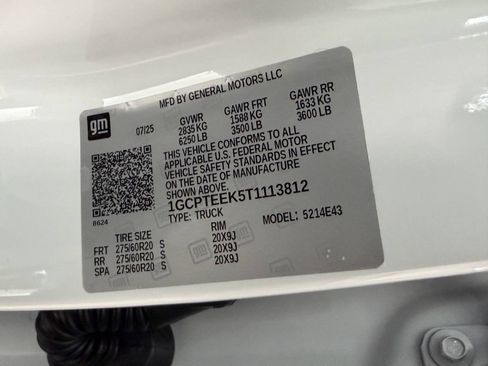 MFD BY GENERAL MOTORS LLC
gm
07/25
GVWR GAWR FRT GAWR RR
2835 KG 1588 KG 1633 KG
6250 LB 3500 LB 3600 LB
THIS VEHICLE CONFORMS TO ALL
APPLICABLE U.S. FEDERAL MOTOR
VEHICLE SAFETY STANDARDS IN EFFECT
ON THE DATE OF MANUFACTURE
SHOWN ABOVE.
8624
1GCPTEEK5T1113812
TYPE: TRUCK MODEL: 5214E43
TIRE SIZE RIM
FRT 275/60R20 S 20X9J
RR 275/60R20 S 20X9J
SPA 275/60R20 S 20X9J